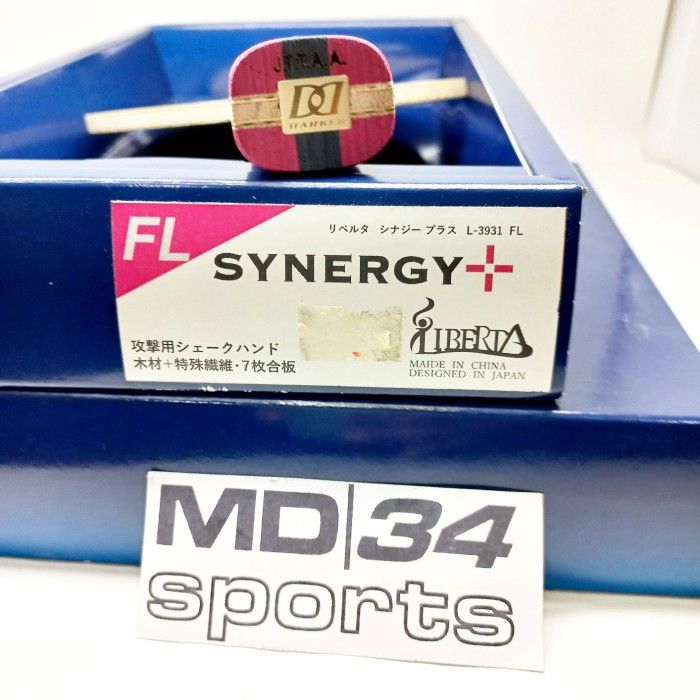 J.T.T.A.A.
DARKER
FL
リベルタ シナジー プラス L-3931 FL
SYNERGY+
攻撃用シェークハンド
木材+特殊繊維・7枚合板
LIBERTA
MAIDE IN CHINA
DESIGNED IN JAPAN
MD|34
sports